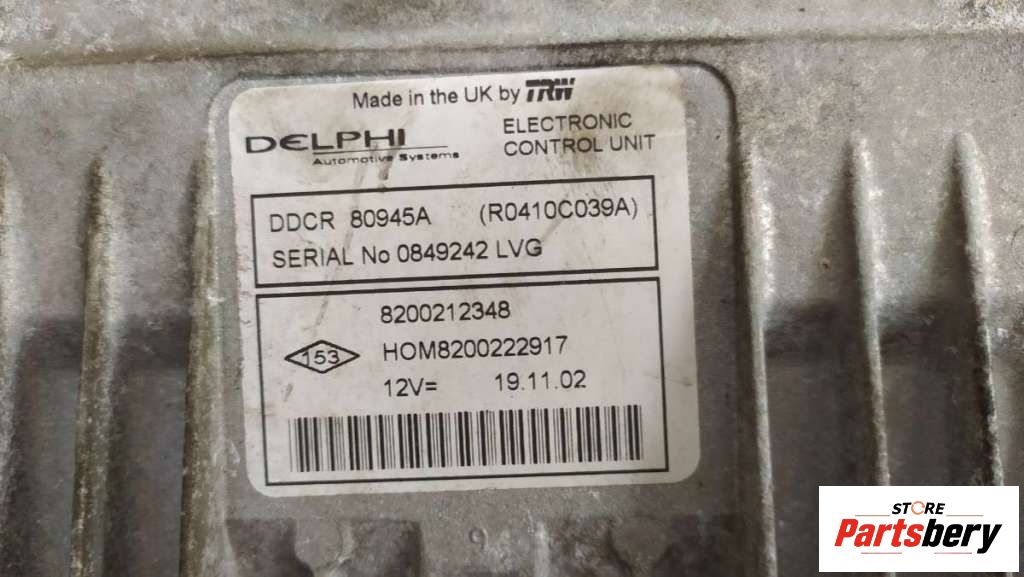 Made in the UK by TRW
DELPHI
Automotive Systems
ELECTRONIC
CONTROL UNIT
DDCR 80945A (R0410C039A)
SERIAL No 0849242 LVG
8200212348
153 HOM8200222917
12V= 19.11.02
STORE
Partsbery